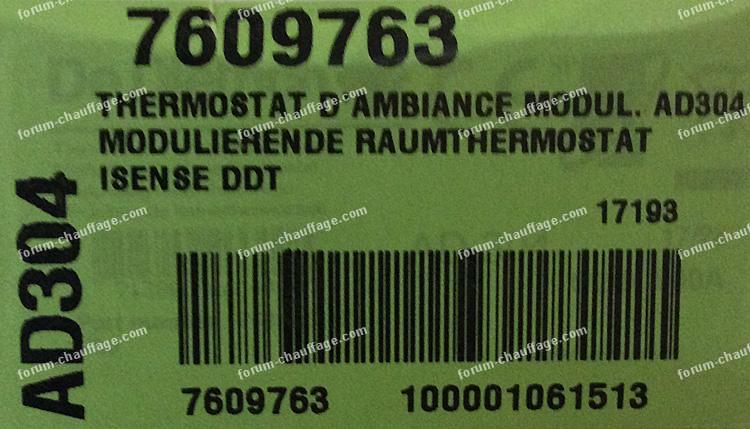 7609763
THERMOSTAT D'AMBIANCE MODUL. AD304
MODULIERENDE RAUMTHERMOSTAT
ISENSE DDT
17193
AD304
7609763 100001061513
forum-chauffage.com